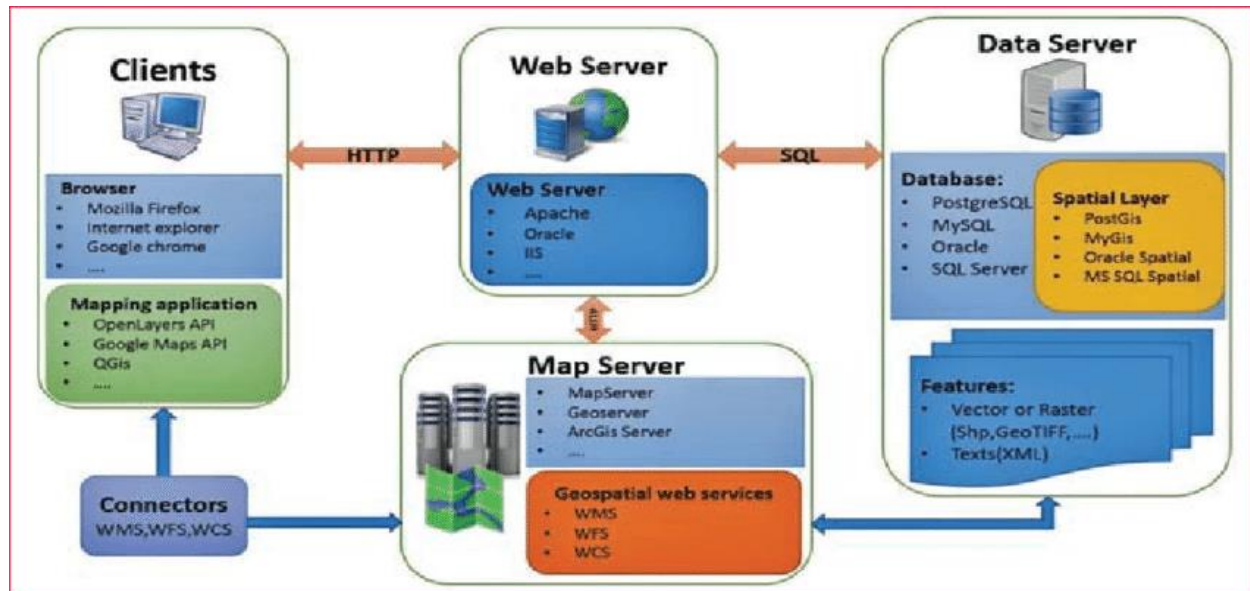 Clients
Browser
• Mozilla Firefox
• Internet explorer
• Google chrome
• ....
Mapping application
• OpenLayers API
• Google Maps API
• QGis
• ....
HTTP
Web Server
Web Server
• Apache
• Oracle
• IIS
• ....
SQL
Data Server
Database:
• PostgreSQL
• MySQL
• Oracle
• SQL Server
Spatial Layer
• PostGis
• MyGis
• Oracle Spatial
• MS SQL Spatial
Features:
• Vector or Raster
(Shp,GeoTIFF,....)
• Texts(XML)
Map Server
• MapServer
• Geoserver
• ArcGis Server
• ....
Geospatial web services
• WMS
• WFS
• WCS
Connectors
WMS,WFS,WCS